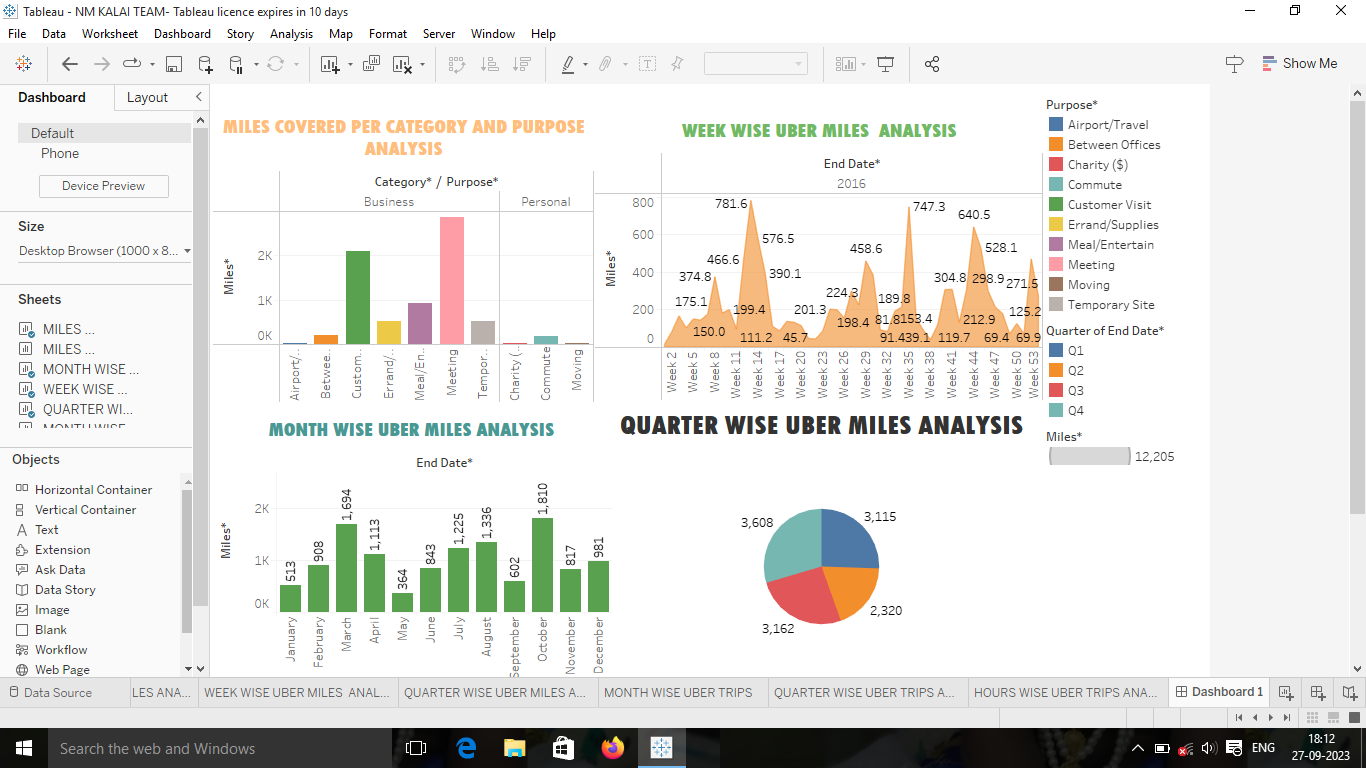 Tableau - NM KALAI TEAM- Tableau licence expires in 10 days
File Data Worksheet Dashboard Story Analysis Map Format Server Window Help
Show Me
Dashboard Layout
Default
Phone
Device Preview
Size
Desktop Browser (1000 x 8...
Sheets
MILES ...
MILES ...
MONTH WISE ...
WEEK WISE ...
QUARTER WI...
MONTH WISE
Objects
Horizontal Container
Vertical Container
Text
Extension
Ask Data
Data Story
Image
Blank
Workflow
Web Page
MILES COVERED PER CATEGORY AND PURPOSE
ANALYSIS
Category* / Purpose*
Business Personal
Miles*
2K
1K
0K
Airport/..
Betwee..
Custom..
Errand/..
Meal/En..
Meeting
Tempor..
Charity (..
Commute
Moving
WEEK WISE UBER MILES ANALYSIS
End Date*
2016
Miles*
800
600
400
200
0
781.6 747.3
640.5
576.5 528.1
466.6 458.6
374.8 390.1 304.8 298.9 271.5
224.3 189.8
175.1 199.4 201.3 125.2
198.4 81.8 153.4 212.9
150.0 111.2 45.7 91.4 39.1 119.7 69.4 69.9
Week 2
Week 5
Week 8
Week 11
Week 14
Week 17
Week 20
Week 23
Week 26
Week 29
Week 32
Week 35
Week 38
Week 41
Week 44
Week 47
Week 50
Week 53
Purpose*
Airport/Travel
Between Offices
Charity ($)
Commute
Customer Visit
Errand/Supplies
Meal/Entertain
Meeting
Moving
Temporary Site
Quarter of End Date*
Q1
Q2
Q3
Q4
Miles*
12,205
MONTH WISE UBER MILES ANALYSIS
End Date*
Miles*
2K
1K
0K
513
908
1,694
1,113
364
843
1,225
1,336
602
1,810
817
981
January
February
March
April
May
June
July
August
September
October
November
December
QUARTER WISE UBER MILES ANALYSIS
3,608 3,115
3,162 2,320
Data Source LES ANA... WEEK WISE UBER MILES ANAL... QUARTER WISE UBER MILES A... MONTH WISE UBER TRIPS QUARTER WISE UBER TRIPS A... HOURS WISE UBER TRIPS ANA... Dashboard 1
Search the web and Windows
ENG
18:12
27-09-2023